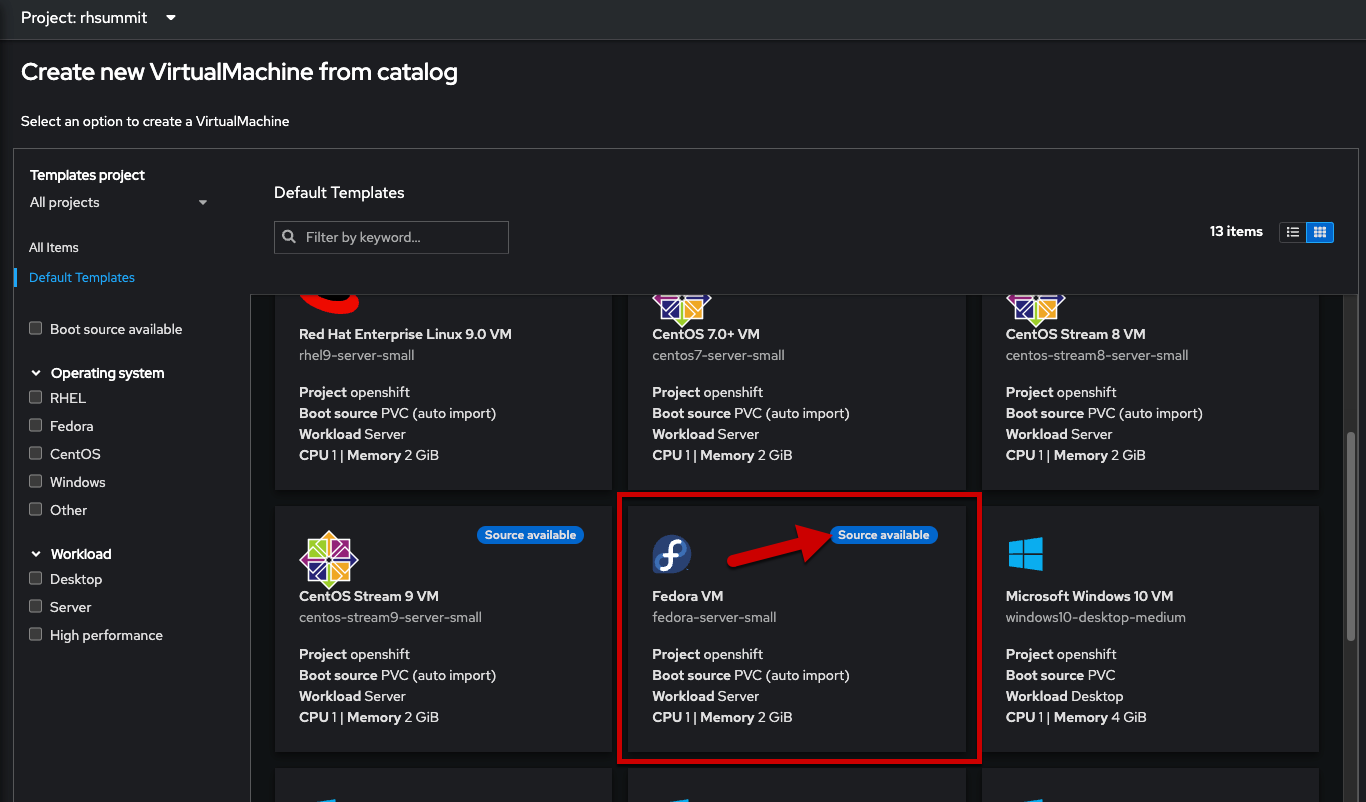 Project: rhsummit
Create new VirtualMachine from catalog
Select an option to create a VirtualMachine
Templates project
All projects
All Items
Default Templates
Boot source available
Operating system
RHEL
Fedora
CentOS
Windows
Other
Workload
Desktop
Server
High performance
Default Templates
Filter by keyword...
13 items
Red Hat Enterprise Linux 9.0 VM
rhel9-server-small
Project openshift
Boot source PVC (auto import)
Workload Server
CPU 1 | Memory 2 GiB
CentOS 7.0+ VM
centos7-server-small
Project openshift
Boot source PVC (auto import)
Workload Server
CPU 1 | Memory 2 GiB
CentOS Stream 8 VM
centos-stream8-server-small
Project openshift
Boot source PVC (auto import)
Workload Server
CPU 1 | Memory 2 GiB
Source available
CentOS Stream 9 VM
centos-stream9-server-small
Project openshift
Boot source PVC (auto import)
Workload Server
CPU 1 | Memory 2 GiB
Source available
Fedora VM
fedora-server-small
Project openshift
Boot source PVC (auto import)
Workload Server
CPU 1 | Memory 2 GiB
Microsoft Windows 10 VM
windows10-desktop-medium
Project openshift
Boot source PVC
Workload Desktop
CPU 1 | Memory 4 GiB